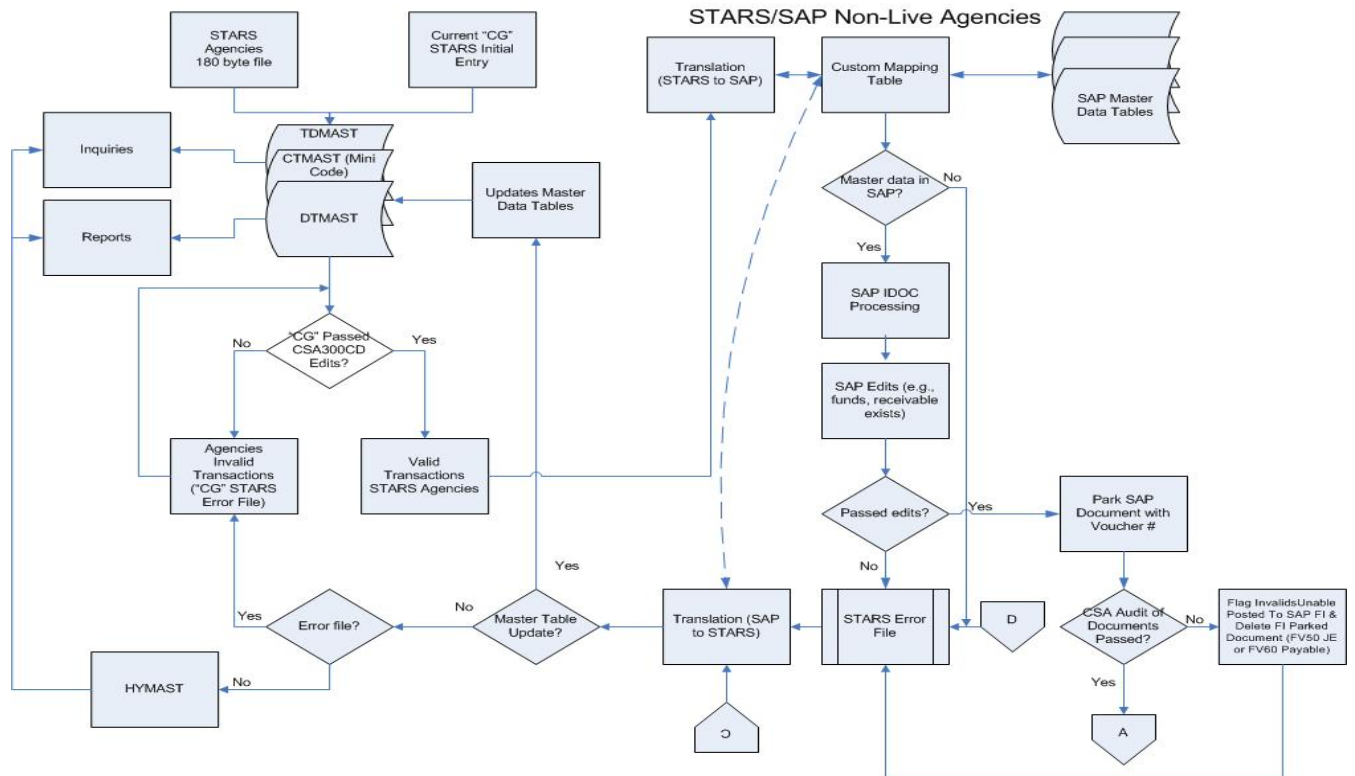 STARS/SAP Non-Live Agencies
STARS
Agencies
180 byte file
Current “CG”
STARS Initial
Entry
Translation
(STARS to SAP)
Custom Mapping
Table
SAP Master
Data Tables
TDMAST
CTMAST (Mini
Code)
DTMAST
Inquiries
Reports
Updates Master
Data Tables
Master data in
SAP?
No
Yes
SAP IDOC
Processing
“CG” Passed
CSA300CD
Edits?
No
Yes
SAP Edits (e.g.,
funds, receivable
exists)
Agencies
Invalid
Transactions
(“CG” STARS
Error File)
Valid
Transactions
STARS Agencies
Passed edits?
Yes
No
Park SAP
Document with
Voucher #
Yes
Error file?
Yes
No
No
Master Table
Update?
Translation (SAP
to STARS)
STARS Error
File
D
CSA Audit of
Documents
Passed?
No
Yes
Flag InvalidsUnable
Posted To SAP FI &
Delete FI Parked
Document (FV50 JE
or FV60 Payable)
HYMAST
C
A